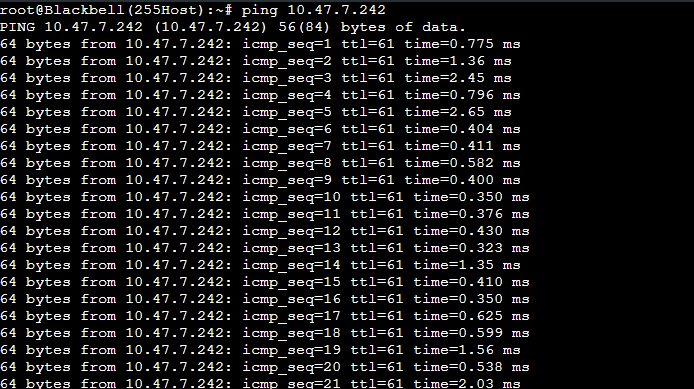 root@Blackbell(255Host):~# ping 10.47.7.242
PING 10.47.7.242 (10.47.7.242) 56(84) bytes of data.
64 bytes from 10.47.7.242: icmp_seq=1 ttl=61 time=0.775 ms
64 bytes from 10.47.7.242: icmp_seq=2 ttl=61 time=1.36 ms
64 bytes from 10.47.7.242: icmp_seq=3 ttl=61 time=2.45 ms
64 bytes from 10.47.7.242: icmp_seq=4 ttl=61 time=0.796 ms
64 bytes from 10.47.7.242: icmp_seq=5 ttl=61 time=2.65 ms
64 bytes from 10.47.7.242: icmp_seq=6 ttl=61 time=0.404 ms
64 bytes from 10.47.7.242: icmp_seq=7 ttl=61 time=0.411 ms
64 bytes from 10.47.7.242: icmp_seq=8 ttl=61 time=0.582 ms
64 bytes from 10.47.7.242: icmp_seq=9 ttl=61 time=0.400 ms
64 bytes from 10.47.7.242: icmp_seq=10 ttl=61 time=0.350 ms
64 bytes from 10.47.7.242: icmp_seq=11 ttl=61 time=0.376 ms
64 bytes from 10.47.7.242: icmp_seq=12 ttl=61 time=0.430 ms
64 bytes from 10.47.7.242: icmp_seq=13 ttl=61 time=0.323 ms
64 bytes from 10.47.7.242: icmp_seq=14 ttl=61 time=1.35 ms
64 bytes from 10.47.7.242: icmp_seq=15 ttl=61 time=0.410 ms
64 bytes from 10.47.7.242: icmp_seq=16 ttl=61 time=0.350 ms
64 bytes from 10.47.7.242: icmp_seq=17 ttl=61 time=0.625 ms
64 bytes from 10.47.7.242: icmp_seq=18 ttl=61 time=0.599 ms
64 bytes from 10.47.7.242: icmp_seq=19 ttl=61 time=1.56 ms
64 bytes from 10.47.7.242: icmp_seq=20 ttl=61 time=0.538 ms
64 bytes from 10.47.7.242: icmp_seq=21 ttl=61 time=2.03 ms